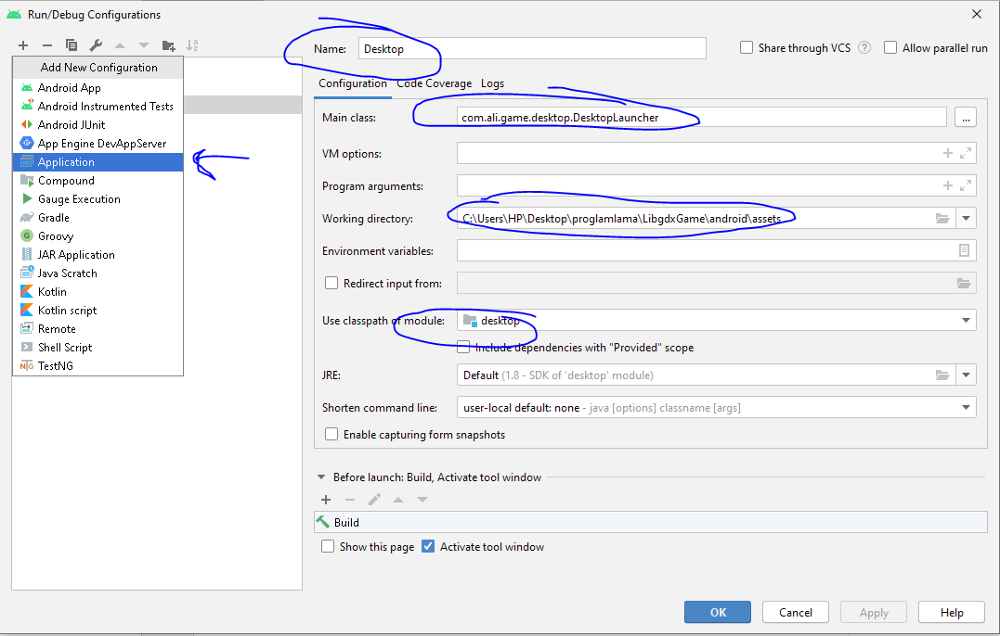 Run/Debug Configurations
Add New Configuration
Android App
Android Instrumented Tests
Android JUnit
App Engine DevAppServer
Application
Compound
Gauge Execution
Gradle
Groovy
JAR Application
Java Scratch
Kotlin
Kotlin script
Remote
Shell Script
TestNG
Name: Desktop
Share through VCS ? Allow parallel run
Configuration Code Coverage Logs
Main class: com.ali.game.desktop.DesktopLauncher ...
VM options:
Program arguments:
Working directory: C:\Users\HP\Desktop\proglamlama\LibgdxGame\android\assets
Environment variables:
Redirect input from:
Use classpath of module: desktop
Include dependencies with "Provided" scope
JRE: Default (1.8 - SDK of 'desktop' module)
Shorten command line: user-local default: none - java [options] classname [args]
Enable capturing form snapshots
Before launch: Build, Activate tool window
Build
Show this page Activate tool window
OK Cancel Apply Help